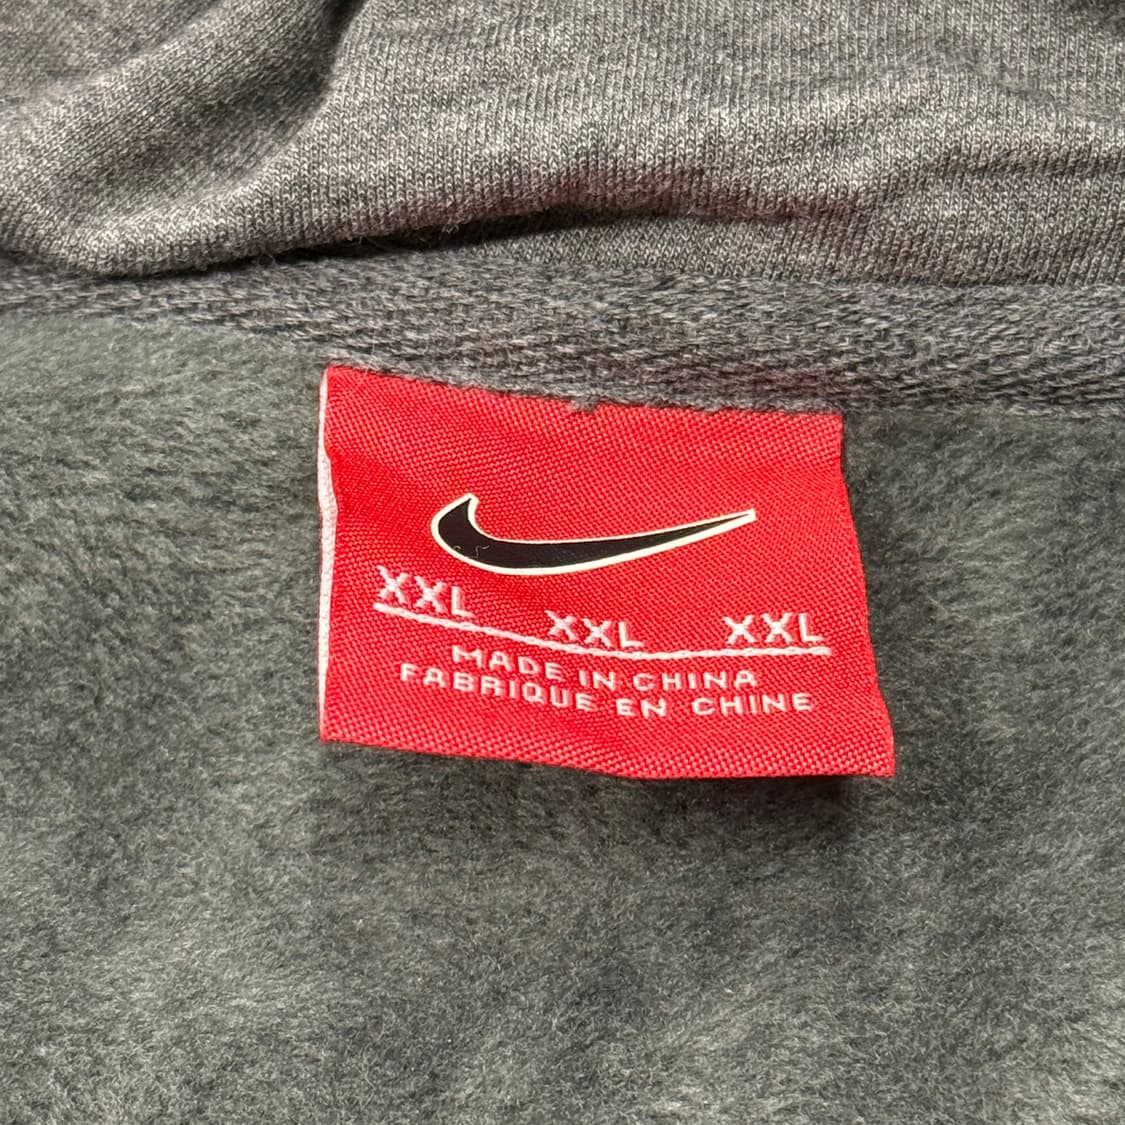 XXL XXL XXL
MADE IN CHINA
FABRIQUE EN CHINE